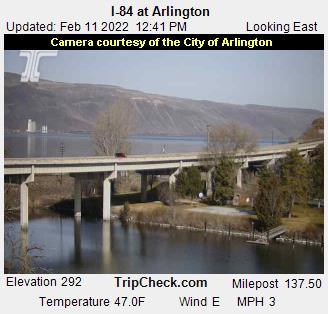 I-84 at Arlington
Updated: Feb 11 2022 12:41 PM Looking East
Camera courtesy of the City of Arlington
Elevation 292 TripCheck.com Milepost 137.50
Temperature 47.0F Wind E MPH 3